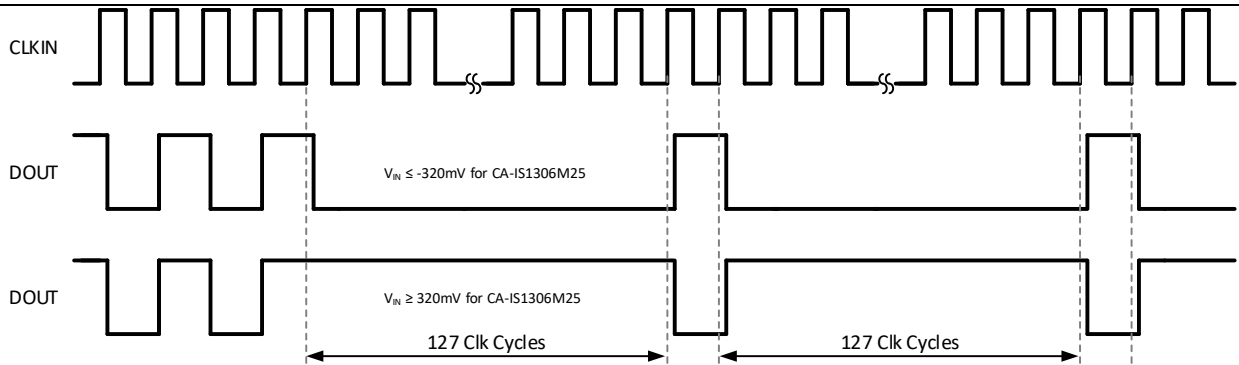 CLKIN
DOUT
V_IN ≤ -320mV for CA-IS1306M25
DOUT
V_IN ≥ 320mV for CA-IS1306M25
127 Clk Cycles
127 Clk Cycles